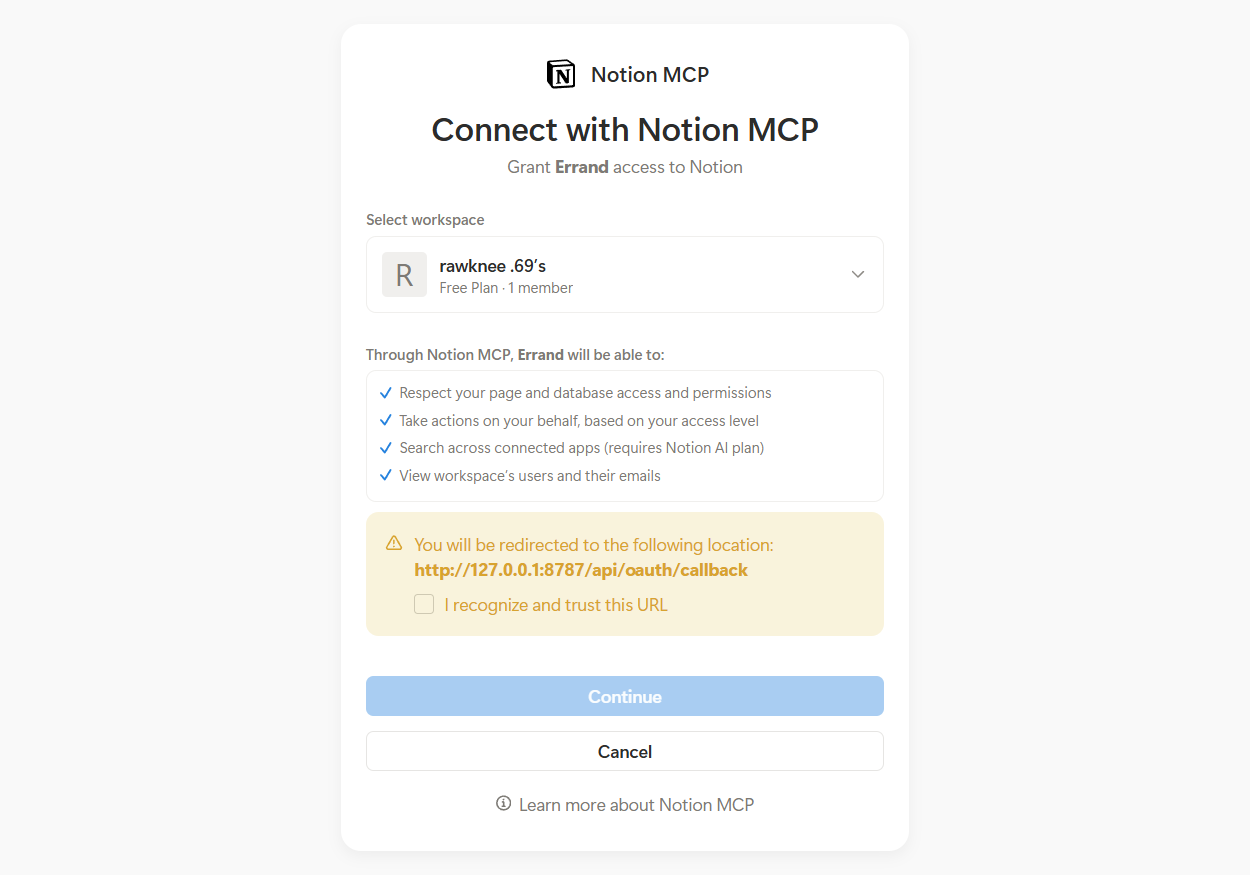 Notion MCP
Connect with Notion MCP
Grant Errand access to Notion
Select workspace
R
rawknee .69’s
Free Plan · 1 member
Through Notion MCP, Errand will be able to:
Respect your page and database access and permissions
Take actions on your behalf, based on your access level
Search across connected apps (requires Notion AI plan)
View workspace’s users and their emails
You will be redirected to the following location:
http://127.0.0.1:8787/api/oauth/callback
I recognize and trust this URL
Continue
Cancel
Learn more about Notion MCP